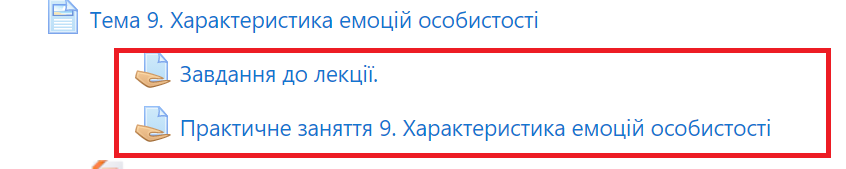 Тема 9. Характеристика емоцій особистості
Завдання до лекції.
Практичне заняття 9. Характеристика емоцій особистості